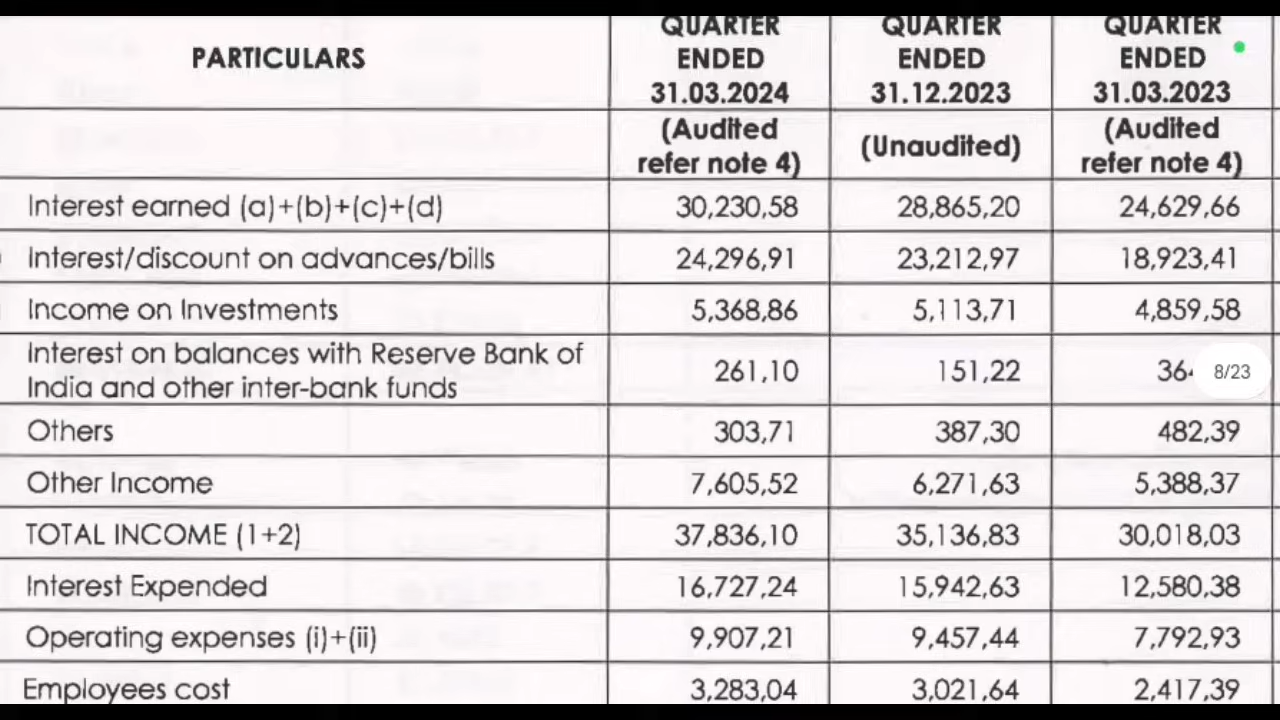 QUARTER QUARTER QUARTER
PARTICULARS ENDED ENDED ENDED
31.03.2024 31.12.2023 31.03.2023
(Audited (Unaudited) (Audited
refer note 4) refer note 4)
Interest earned (a)+(b)+(c)+(d) 30,230,58 28,865,20 24,629,66
Interest/discount on advances/bills 24,296,91 23,212,97 18,923,41
Income on Investments 5,368,86 5,113,71 4,859,58
Interest on balances with Reserve Bank of
India and other inter-bank funds 261,10 151,22 8/23
Others 303,71 387,30 482,39
Other Income 7,605,52 6,271,63 5,388,37
TOTAL INCOME (1+2) 37,836,10 35,136,83 30,018,03
Interest Expended 16,727,24 15,942,63 12,580,38
Operating expenses (i)+(ii) 9,907,21 9,457,44 7,792,93
Employees cost 3,283,04 3,021,64 2,417,39